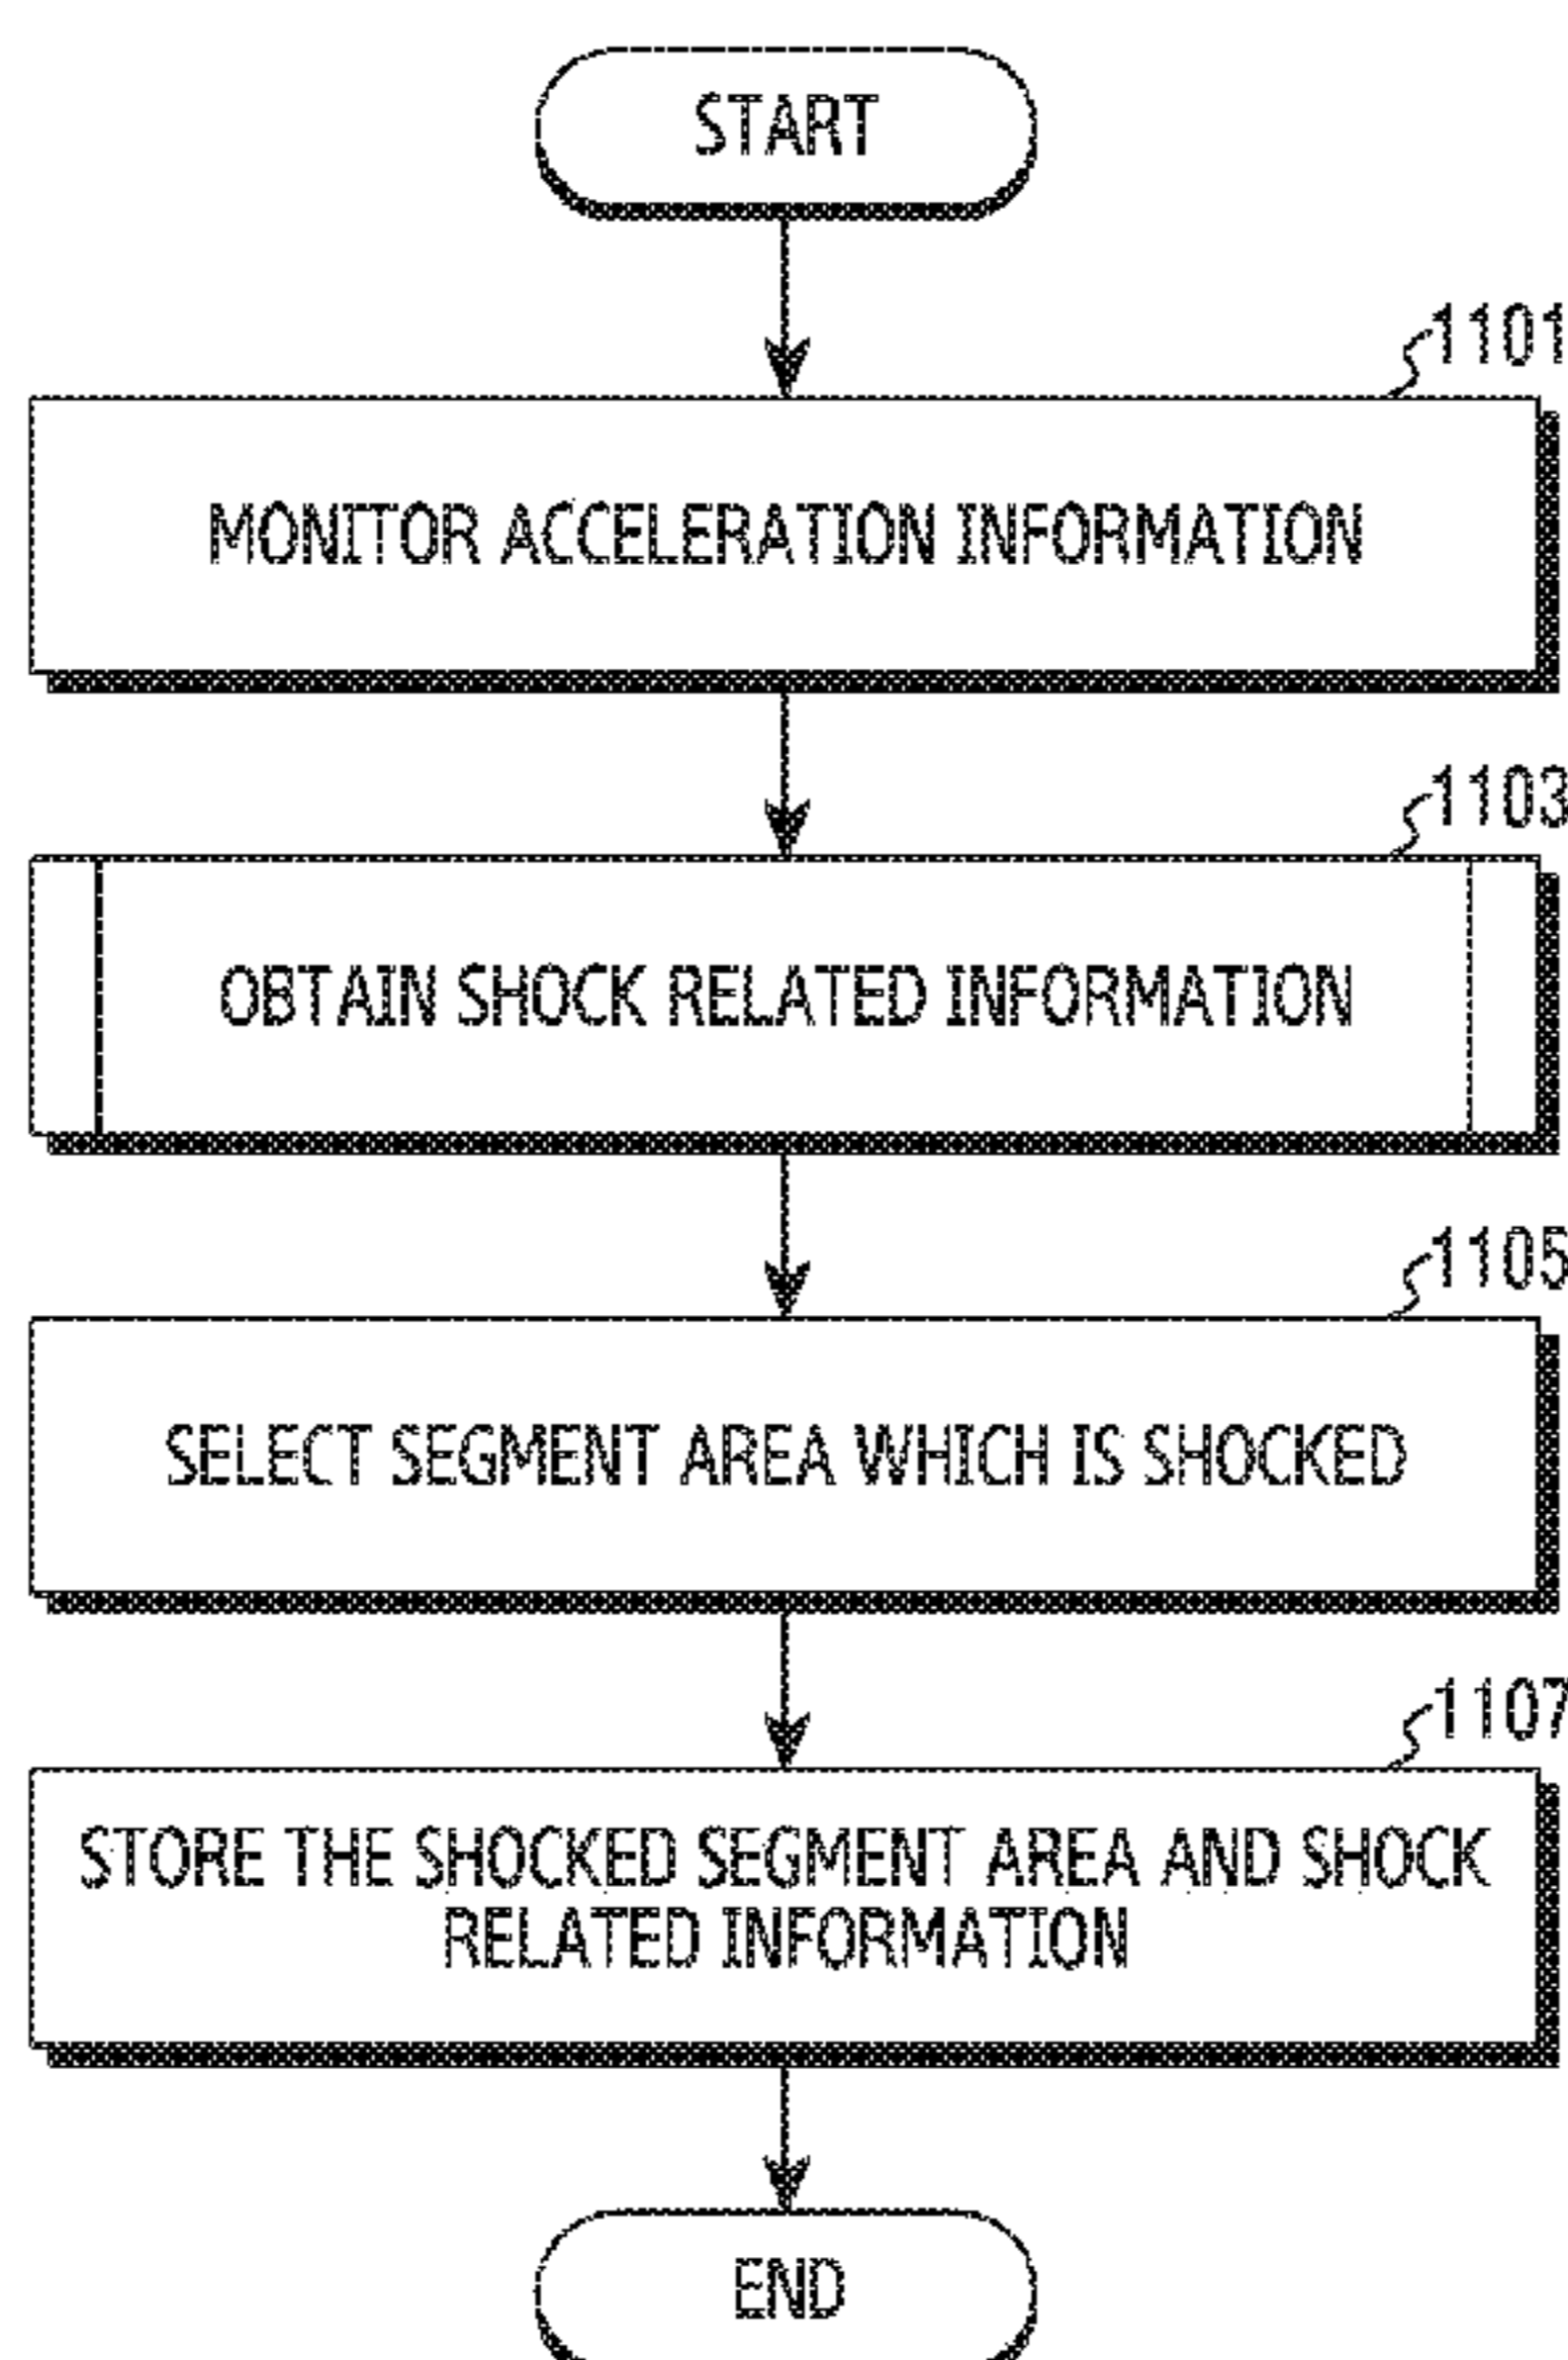 START
1101
MONITOR ACCELERATION INFORMATION
1103
OBTAIN SHOCK RELATED INFORMATION
1105
SELECT SEGMENT AREA WHICH IS SHOCKED
1107
STORE THE SHOCKED SEGMENT AREA AND SHOCK
RELATED INFORMATION
END